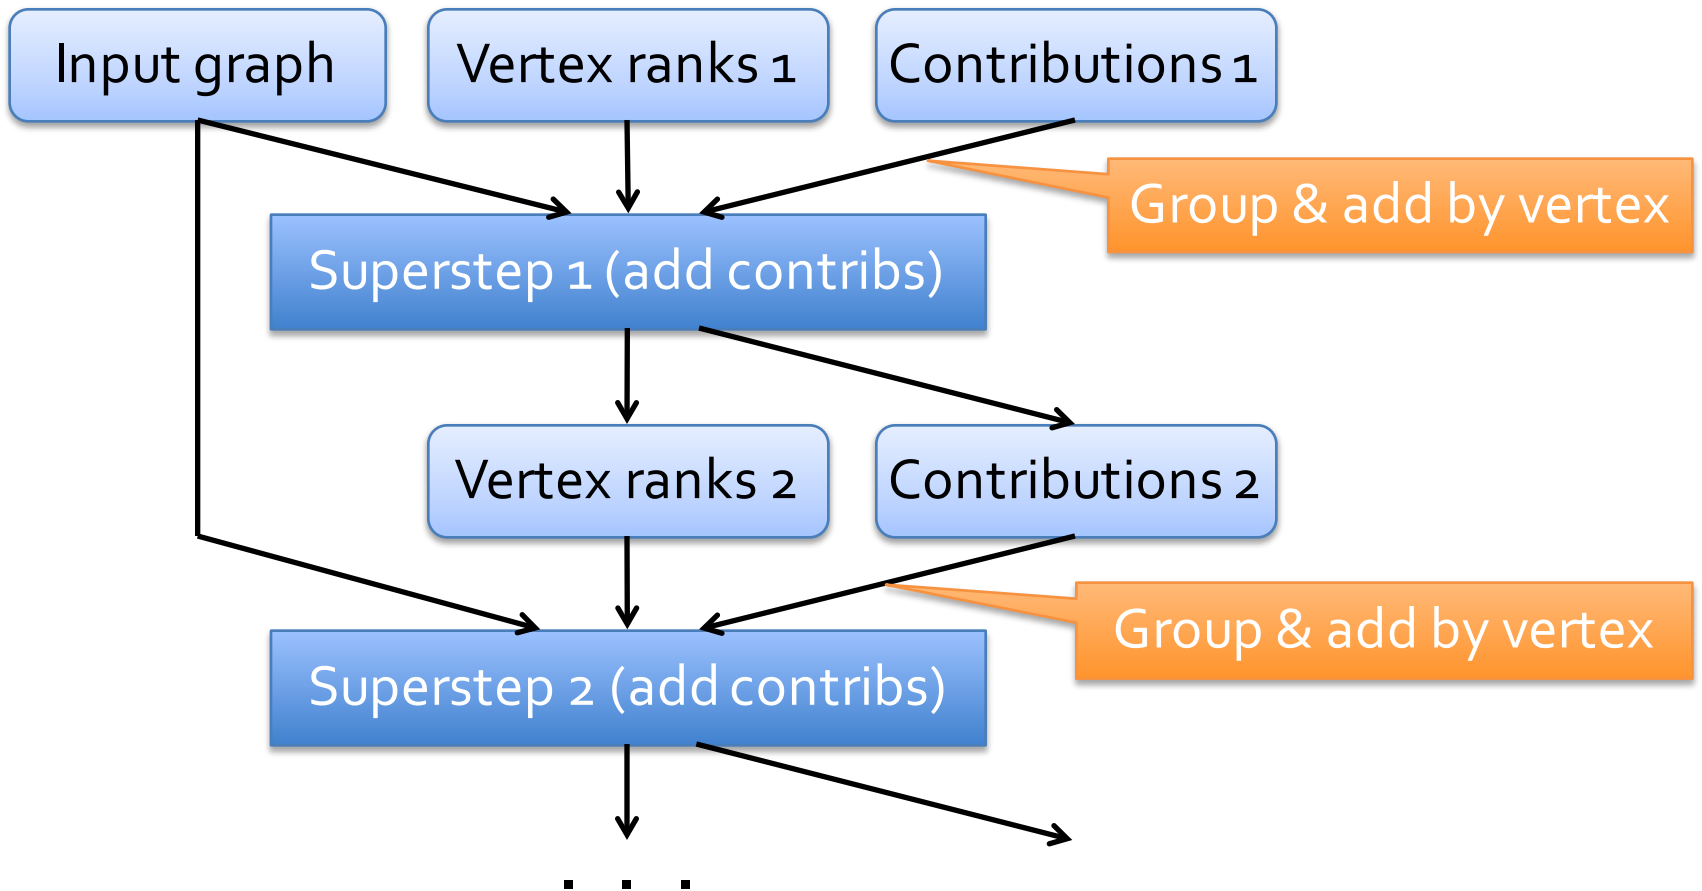 Input graph
Vertex ranks 1
Contributions 1
Group & add by vertex
Superstep 1 (add contribs)
Vertex ranks 2
Contributions 2
Group & add by vertex
Superstep 2 (add contribs)
...